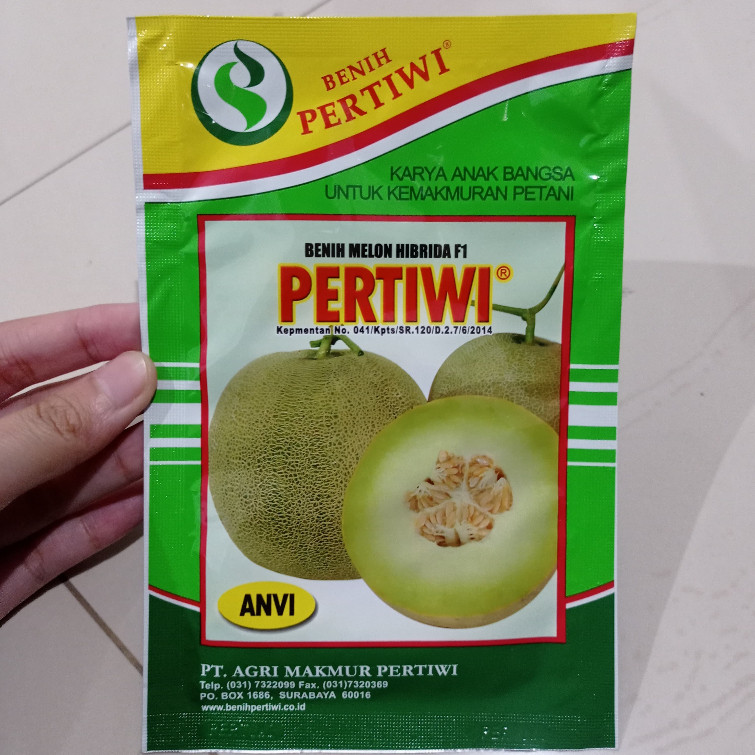 BENIH
PERTIWI®
KARYA ANAK BANGSA
UNTUK KEMAKMURAN PETANI
BENIH MELON HIBRIDA F1
PERTIWI®
Kepmentan No. 041/Kpts/SR.120/D.2.7/6/2014
ANVI
PT. AGRI MAKMUR PERTIWI
Telp. (031) 7322099 Fax. (031)7320369
PO. BOX 1686, SURABAYA 60016
www.benihpertiwi.co.id